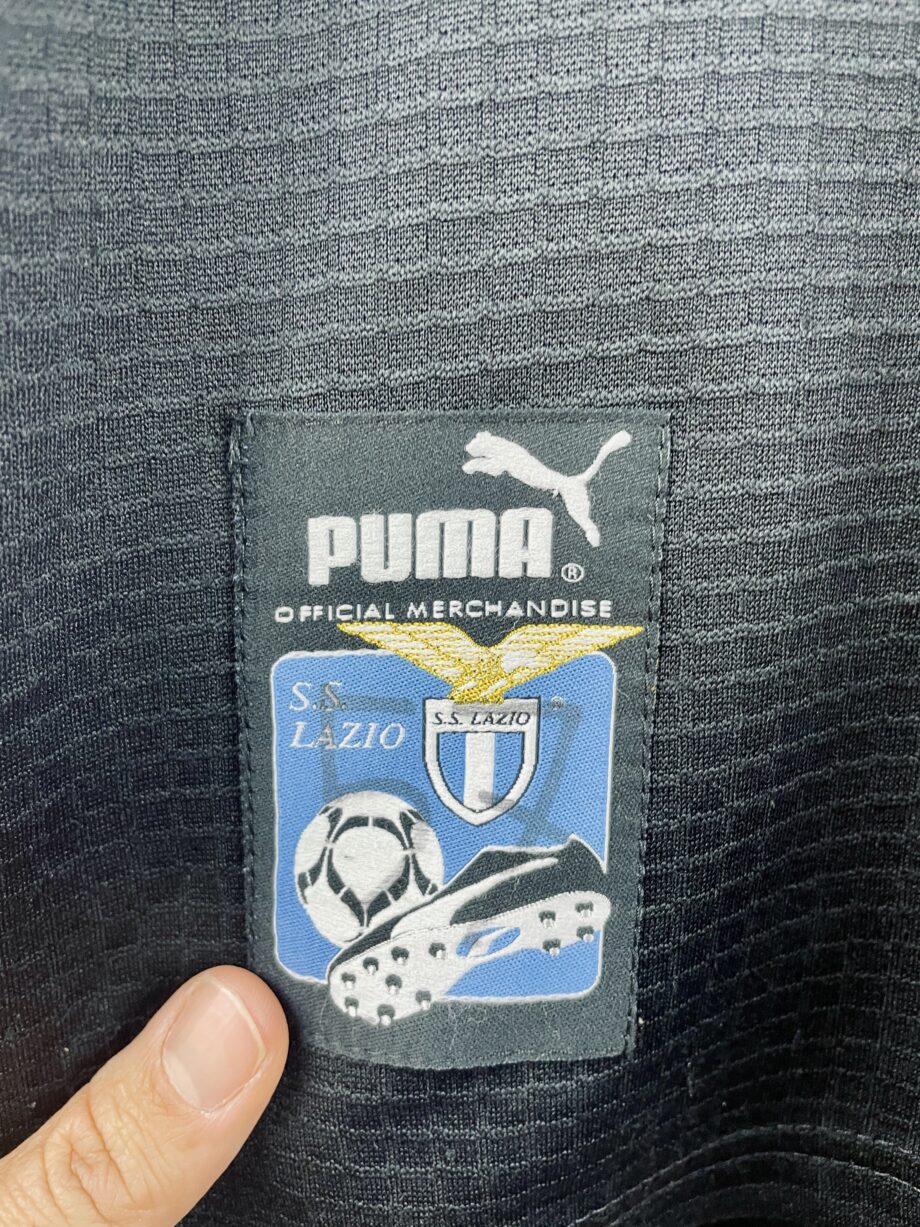 PUMA®
OFFICIAL MERCHANDISE
S.S.
LAZIO
S.S. LAZIO